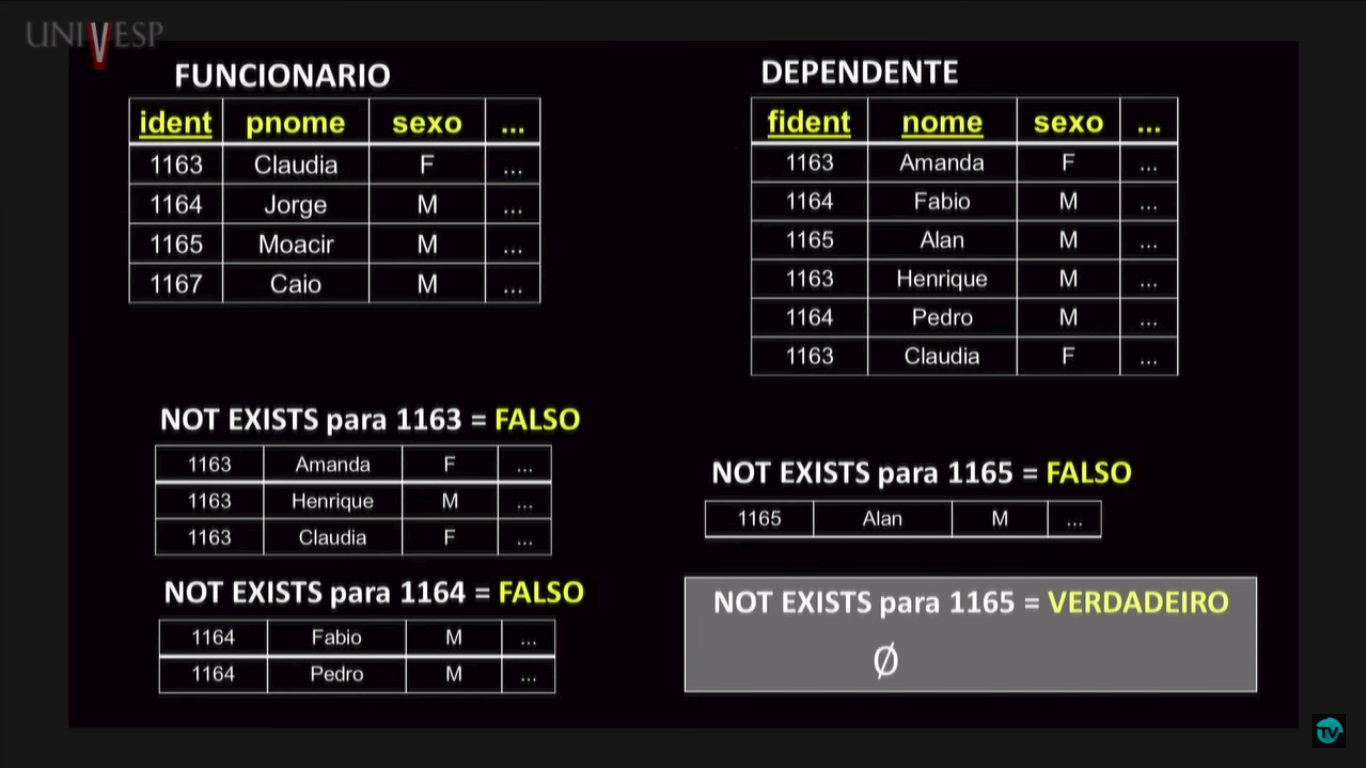 UNIVESP
FUNCIONARIO
ident pnome sexo ...
1163 Claudia F ...
1164 Jorge M ...
1165 Moacir M ...
1167 Caio M ...
DEPENDENTE
fident nome sexo ...
1163 Amanda F ...
1164 Fabio M ...
1165 Alan M ...
1163 Henrique M ...
1164 Pedro M ...
1163 Claudia F ...
NOT EXISTS para 1163 = FALSO
1163 Amanda F ...
1163 Henrique M ...
1163 Claudia F ...
NOT EXISTS para 1164 = FALSO
1164 Fabio M ...
1164 Pedro M ...
NOT EXISTS para 1165 = FALSO
1165 Alan M ...
NOT EXISTS para 1165 = VERDADEIRO
Ø
TV